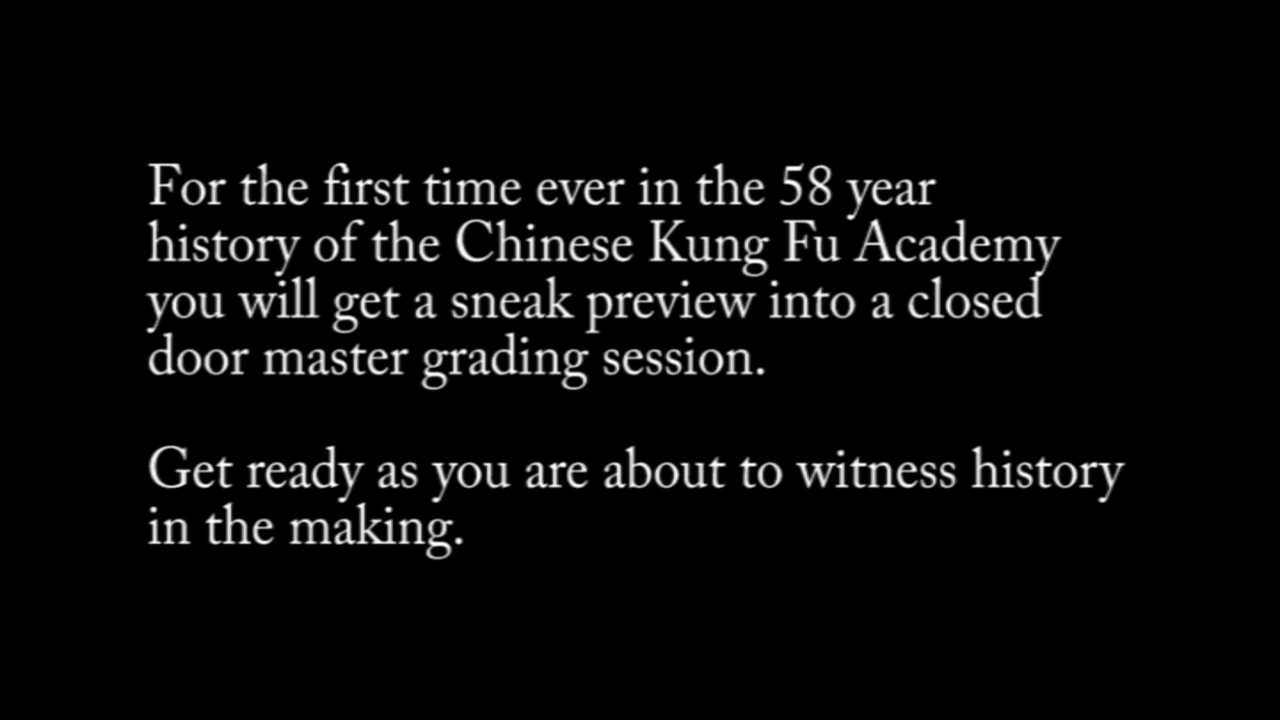 For the first time ever in the 58 year
history of the Chinese Kung Fu Academy
you will get a sneak preview into a closed
door master grading session.
Get ready as you are about to witness history
in the making.